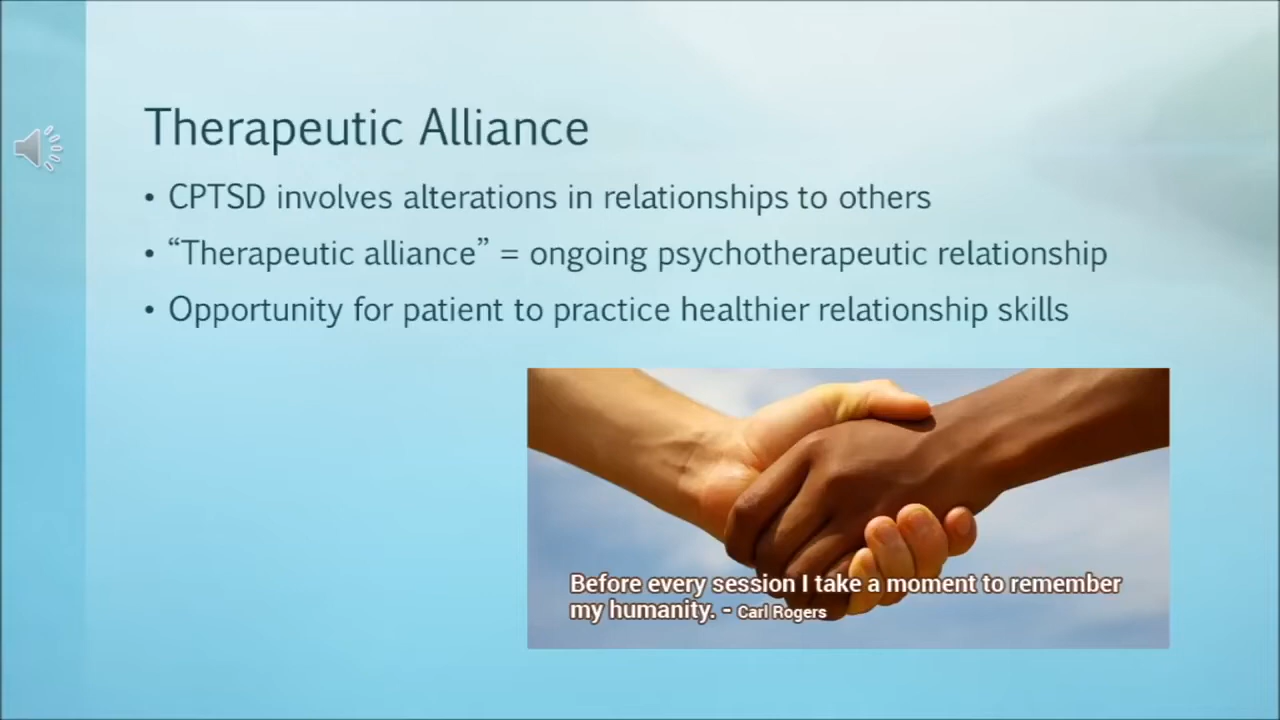 Therapeutic Alliance
• CPTSD involves alterations in relationships to others
• “Therapeutic alliance” = ongoing psychotherapeutic relationship
• Opportunity for patient to practice healthier relationship skills
Before every session I take a moment to remember
my humanity. - Carl Rogers